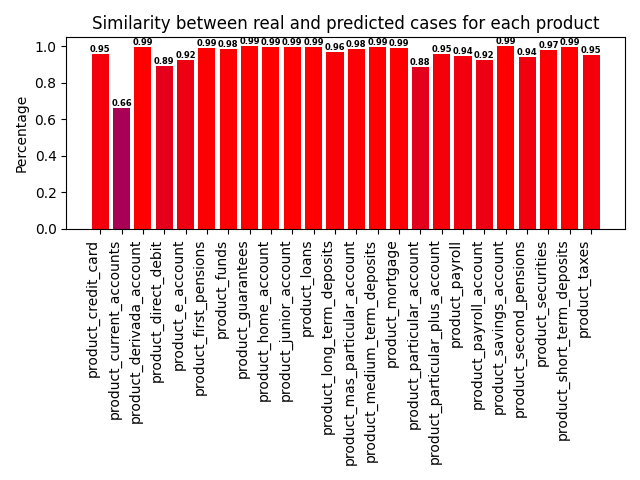 Similarity between real and predicted cases for each product
Percentage
1.0
0.8
0.6
0.4
0.2
0.0
0.95
0.66
0.99
0.89
0.92
0.99
0.98
0.99
0.99
0.99
0.99
0.96
0.98
0.99
0.99
0.88
0.95
0.94
0.92
0.99
0.94
0.97
0.99
0.95
product_credit_card
product_current_accounts
product_derivada_account
product_direct_debit
product_e_account
product_first_pensions
product_funds
product_guarantees
product_home_account
product_junior_account
product_loans
product_long_term_deposits
product_mas_particular_account
product_medium_term_deposits
product_mortgage
product_particular_account
product_particular_plus_account
product_payroll
product_payroll_account
product_savings_account
product_second_pensions
product_securities
product_short_term_deposits
product_taxes